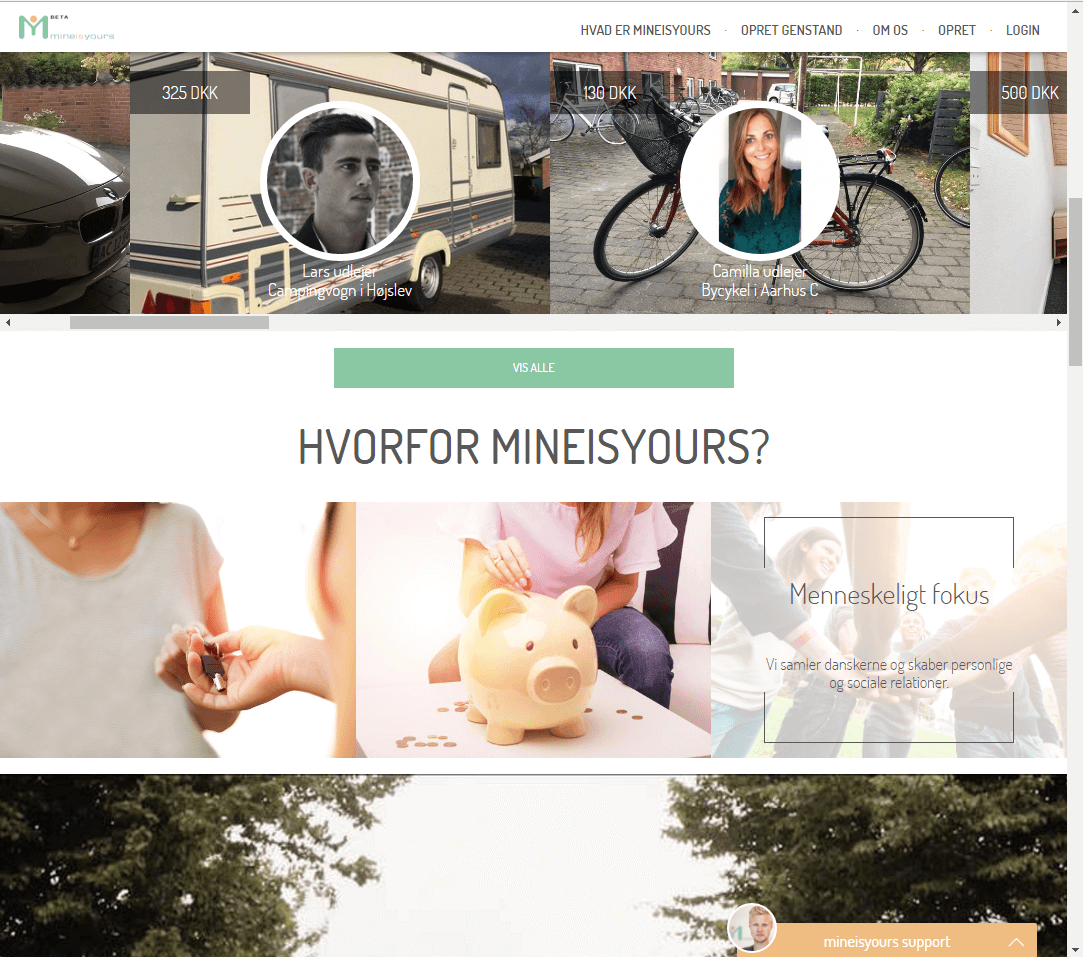 BETA
mineisyours
HVAD ER MINEISYOURS · OPRET GENSTAND · OM OS · OPRET · LOGIN
325 DKK
130 DKK
500 DKK
Lars udlejer
Campingvogn i Højslev
Camilla udlejer
Bycykel i Aarhus C
VIS ALLE
HVORFOR MINEISYOURS?
Menneskeligt fokus
Vi samler danskerne og skaber personlige
og sociale relationer.
mineisyours support